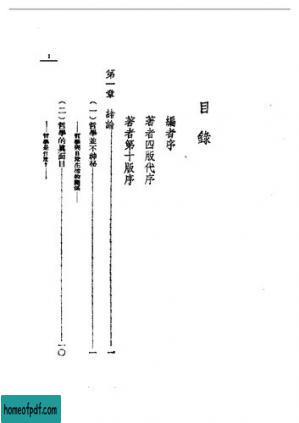 目錄
編者序
著者四版代序
著者第十版序
第一章 緒論……一
(一)哲學並不神祕……一
——哲學與日常生活的關係——
(二)哲學的眞面目……一〇
——哲學是什麼?——
1
homeofpdf.com